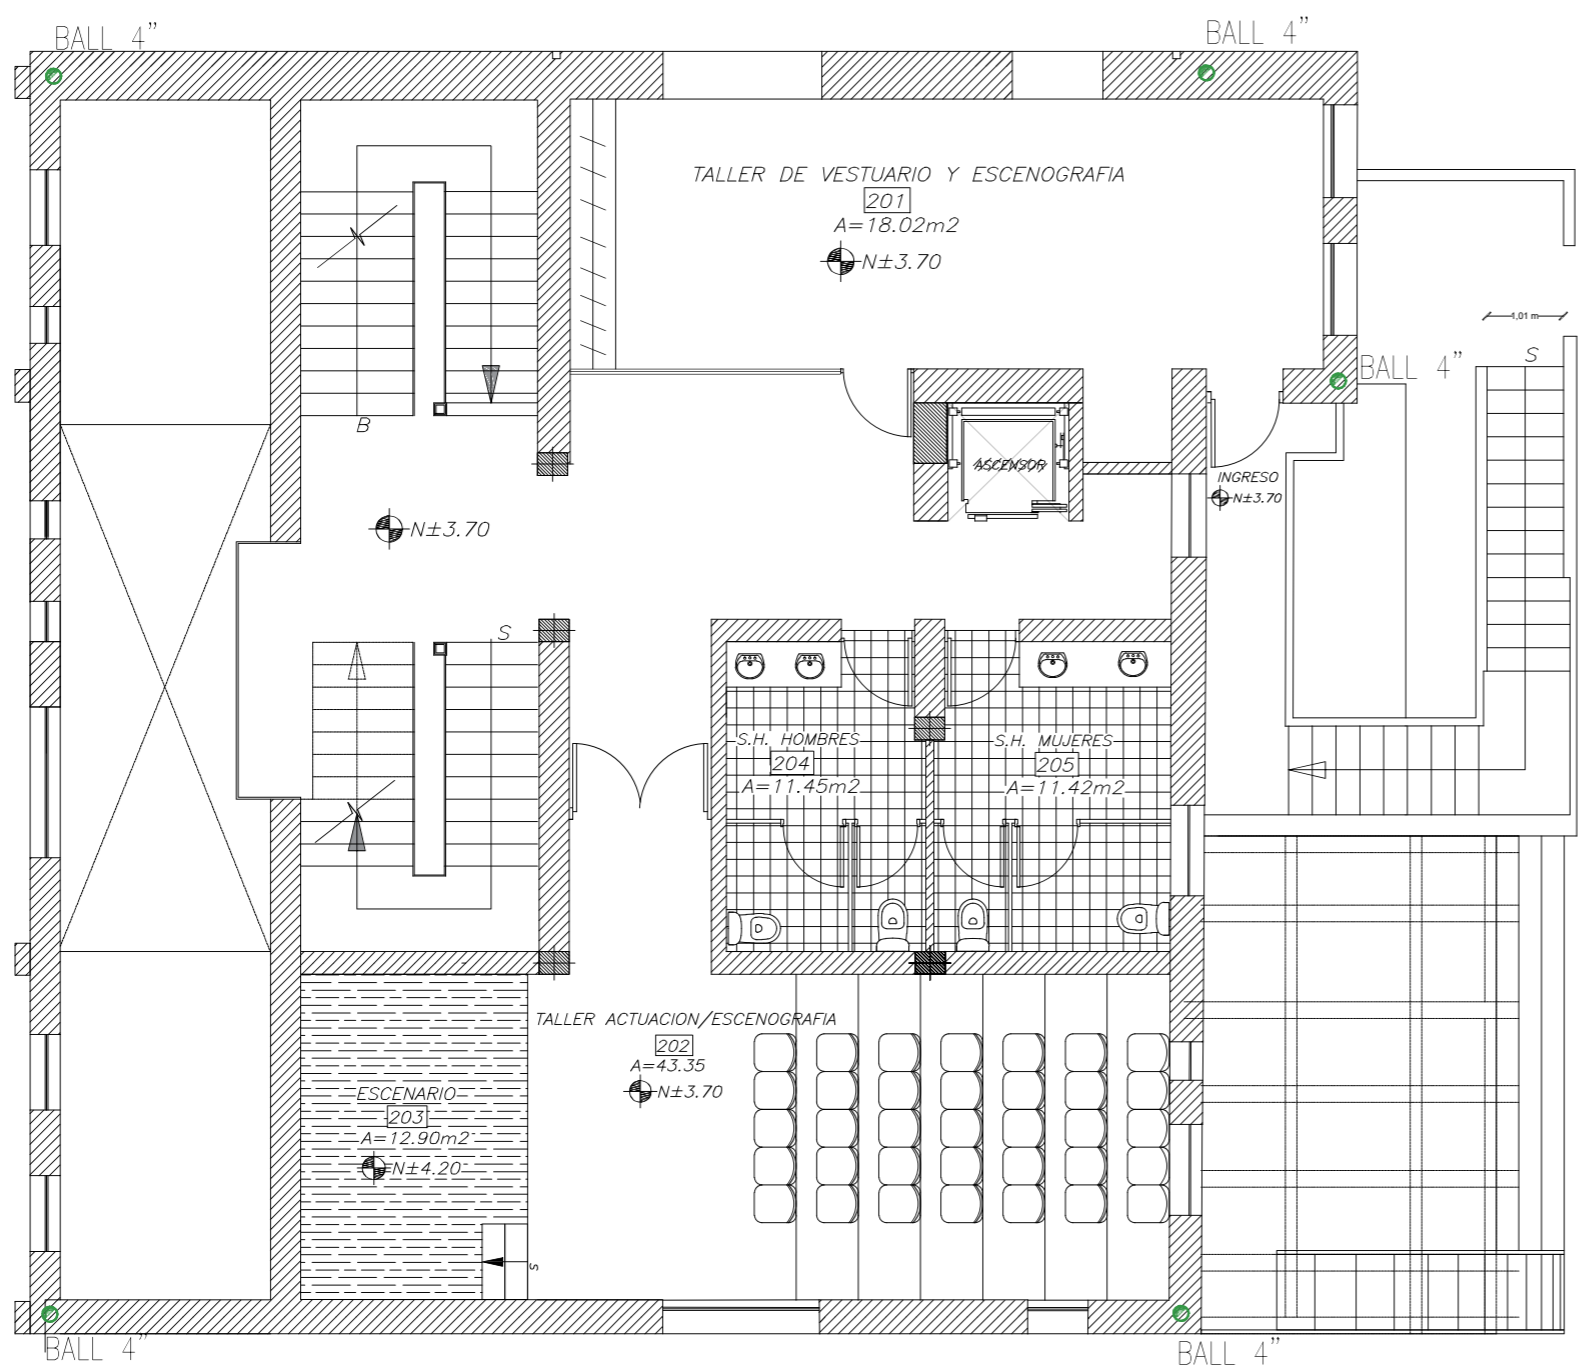 BALL 4”
BALL 4”
TALLER DE VESTUARIO Y ESCENOGRAFIA
201
A=18.02m2
N±3.70
1,01 m
S
BALL 4”
B
ASCENSOR
INGRESO
N±3.70
N±3.70
S
S.H. HOMBRES
204
A=11.45m2
S.H. MUJERES
205
A=11.42m2
TALLER ACTUACION/ESCENOGRAFIA
202
A=43.35
N±3.70
ESCENARIO
203
A=12.90m2
N±4.20
s
BALL 4”
BALL 4”